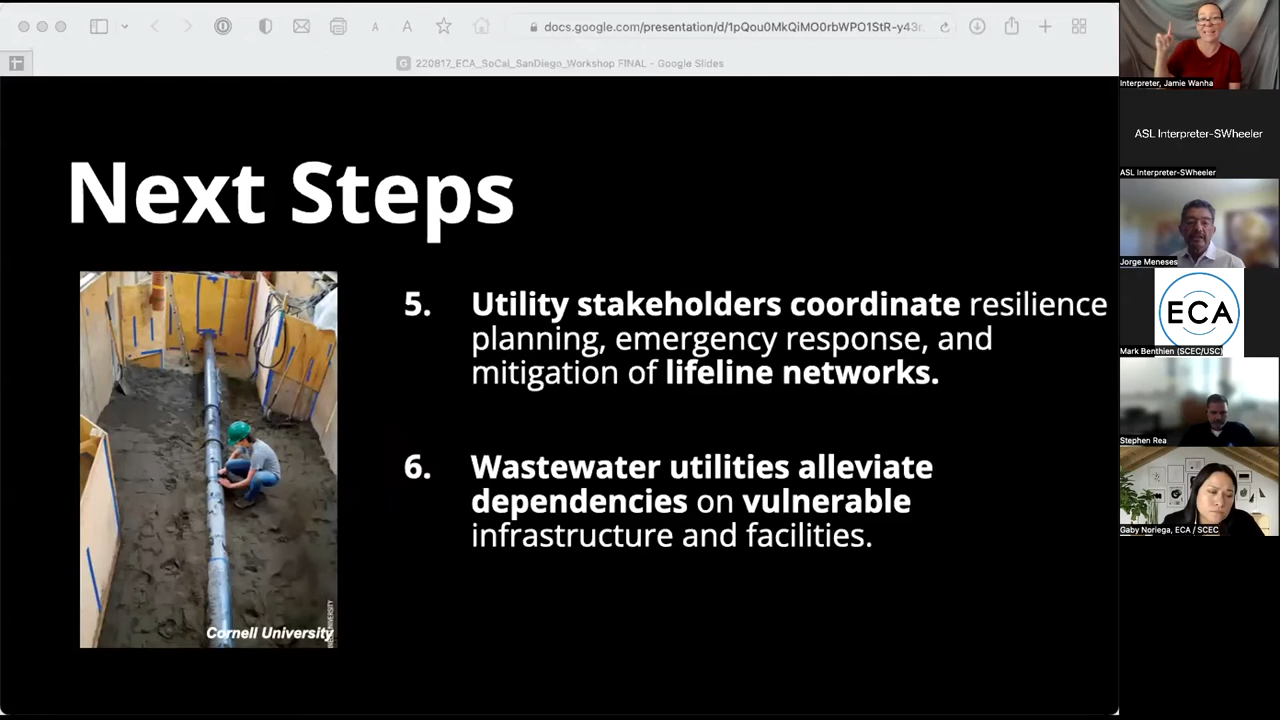 A
A
docs.google.com/presentation/d/1pQou0MkQiMO0rbWPO1StR-y43r
220817_ECA_SoCal_SanDiego_Workshop FINAL - Google Slides
Next Steps
5. Utility stakeholders coordinate resilience
planning, emergency response, and
mitigation of lifeline networks.
6. Wastewater utilities alleviate
dependencies on vulnerable
infrastructure and facilities.
Cornell University
Interpreter, Jamie Wanha
ASL Interpreter-SWheeler
ASL Interpreter-SWheeler
Jorge Meneses
ECA
Mark Benthien (SCEC/USC)
Stephen Rea
Gaby Noriega, ECA / SCEC